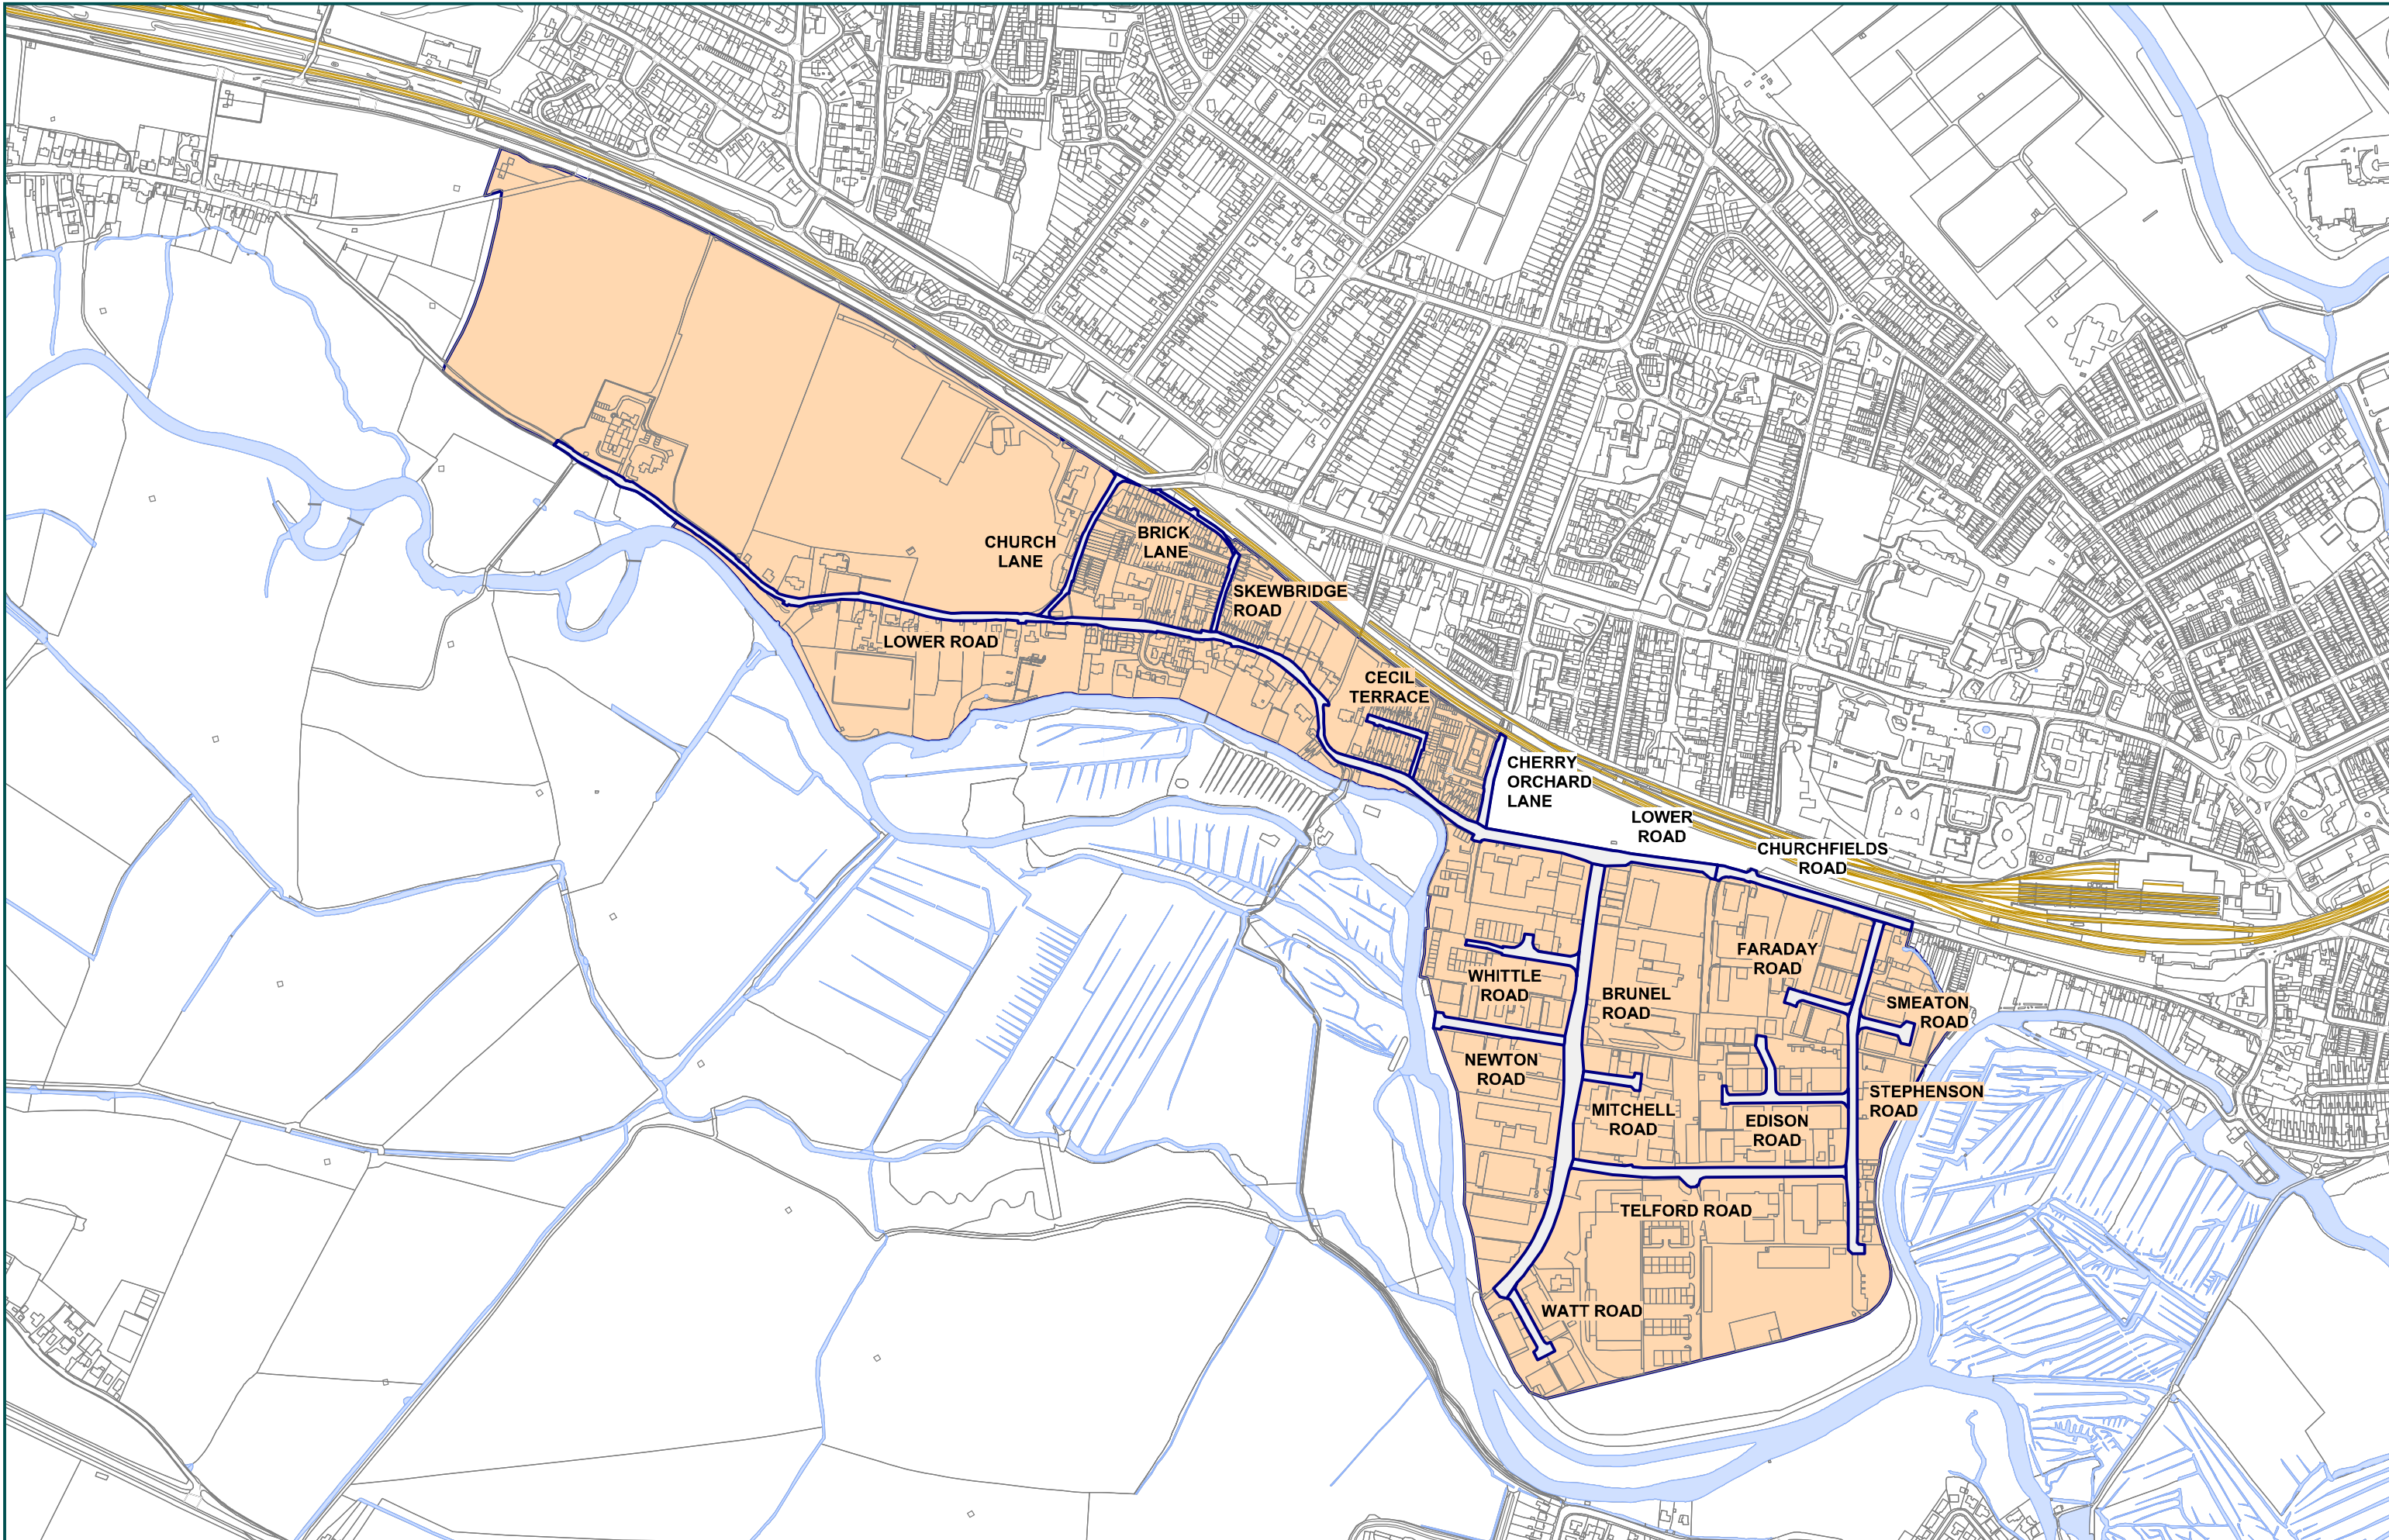 CHURCH
LANE
BRICK
LANE
SKEWBRIDGE
ROAD
LOWER ROAD
CECIL
TERRACE
CHERRY
ORCHARD
LANE
LOWER
ROAD
CHURCHFIELDS
ROAD
FARADAY
ROAD
WHITTLE
ROAD
BRUNEL
ROAD
SMEATON
ROAD
NEWTON
ROAD
MITCHELL
ROAD
EDISON
ROAD
STEPHENSON
ROAD
TELFORD ROAD
WATT ROAD